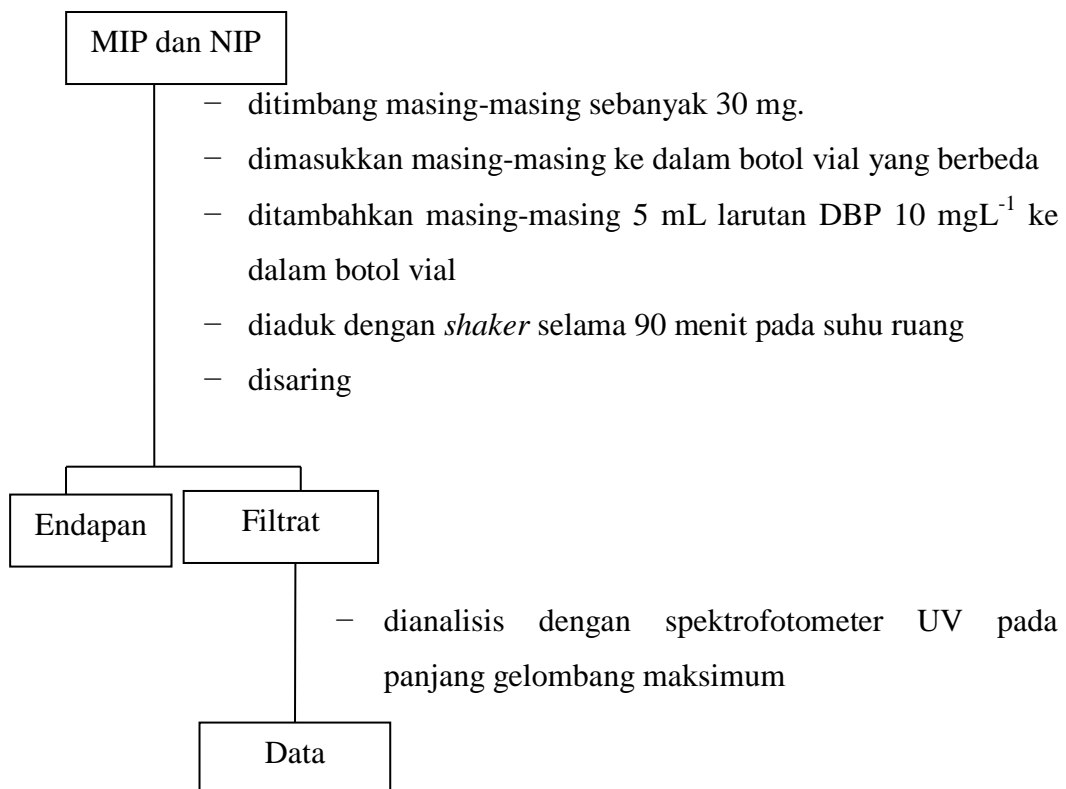 MIP dan NIP
− ditimbang masing-masing sebanyak 30 mg.
− dimasukkan masing-masing ke dalam botol vial yang berbeda
− ditambahkan masing-masing 5 mL larutan DBP 10 mgL⁻¹ ke
dalam botol vial
− diaduk dengan shaker selama 90 menit pada suhu ruang
− disaring
Endapan
Filtrat
− dianalisis dengan spektrofotometer UV pada
panjang gelombang maksimum
Data